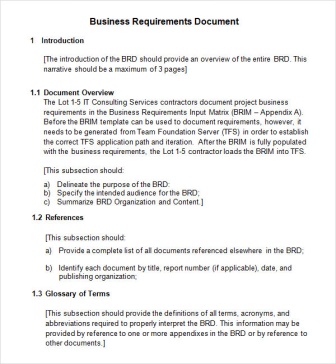 Business Requirements Document
1 Introduction
[The introduction of the BRD should provide an overview of the entire BRD. This
narrative should be a maximum of 3 pages]
1.1 Document Overview
The Lot 1-5 IT Consulting Services contractors document project business
requirements in the Business Requirements Input Matrix (BRIM – Appendix A).
Before the BRIM template can be used to document requirements, however, it
needs to be generated from Team Foundation Server (TFS) in order to establish
the correct TFS application path and iteration. After the BRIM is fully populated
with the business requirements, the Lot 1-5 contractor loads the BRIM into TFS.
[This subsection should:
a) Delineate the purpose of the BRD;
b) Specify the intended audience for the BRD;
c) Summarize BRD Organization and Content.]
1.2 References
[This subsection should:
a) Provide a complete list of all documents referenced elsewhere in the BRD;
b) Identify each document by title, report number (if applicable), date, and
publishing organization;
1.3 Glossary of Terms
[This subsection should provide the definitions of all terms, acronyms, and
abbreviations required to properly interpret the BRD. This information may be
provided by reference to one or more appendixes in the BRD or by reference to
other documents.]